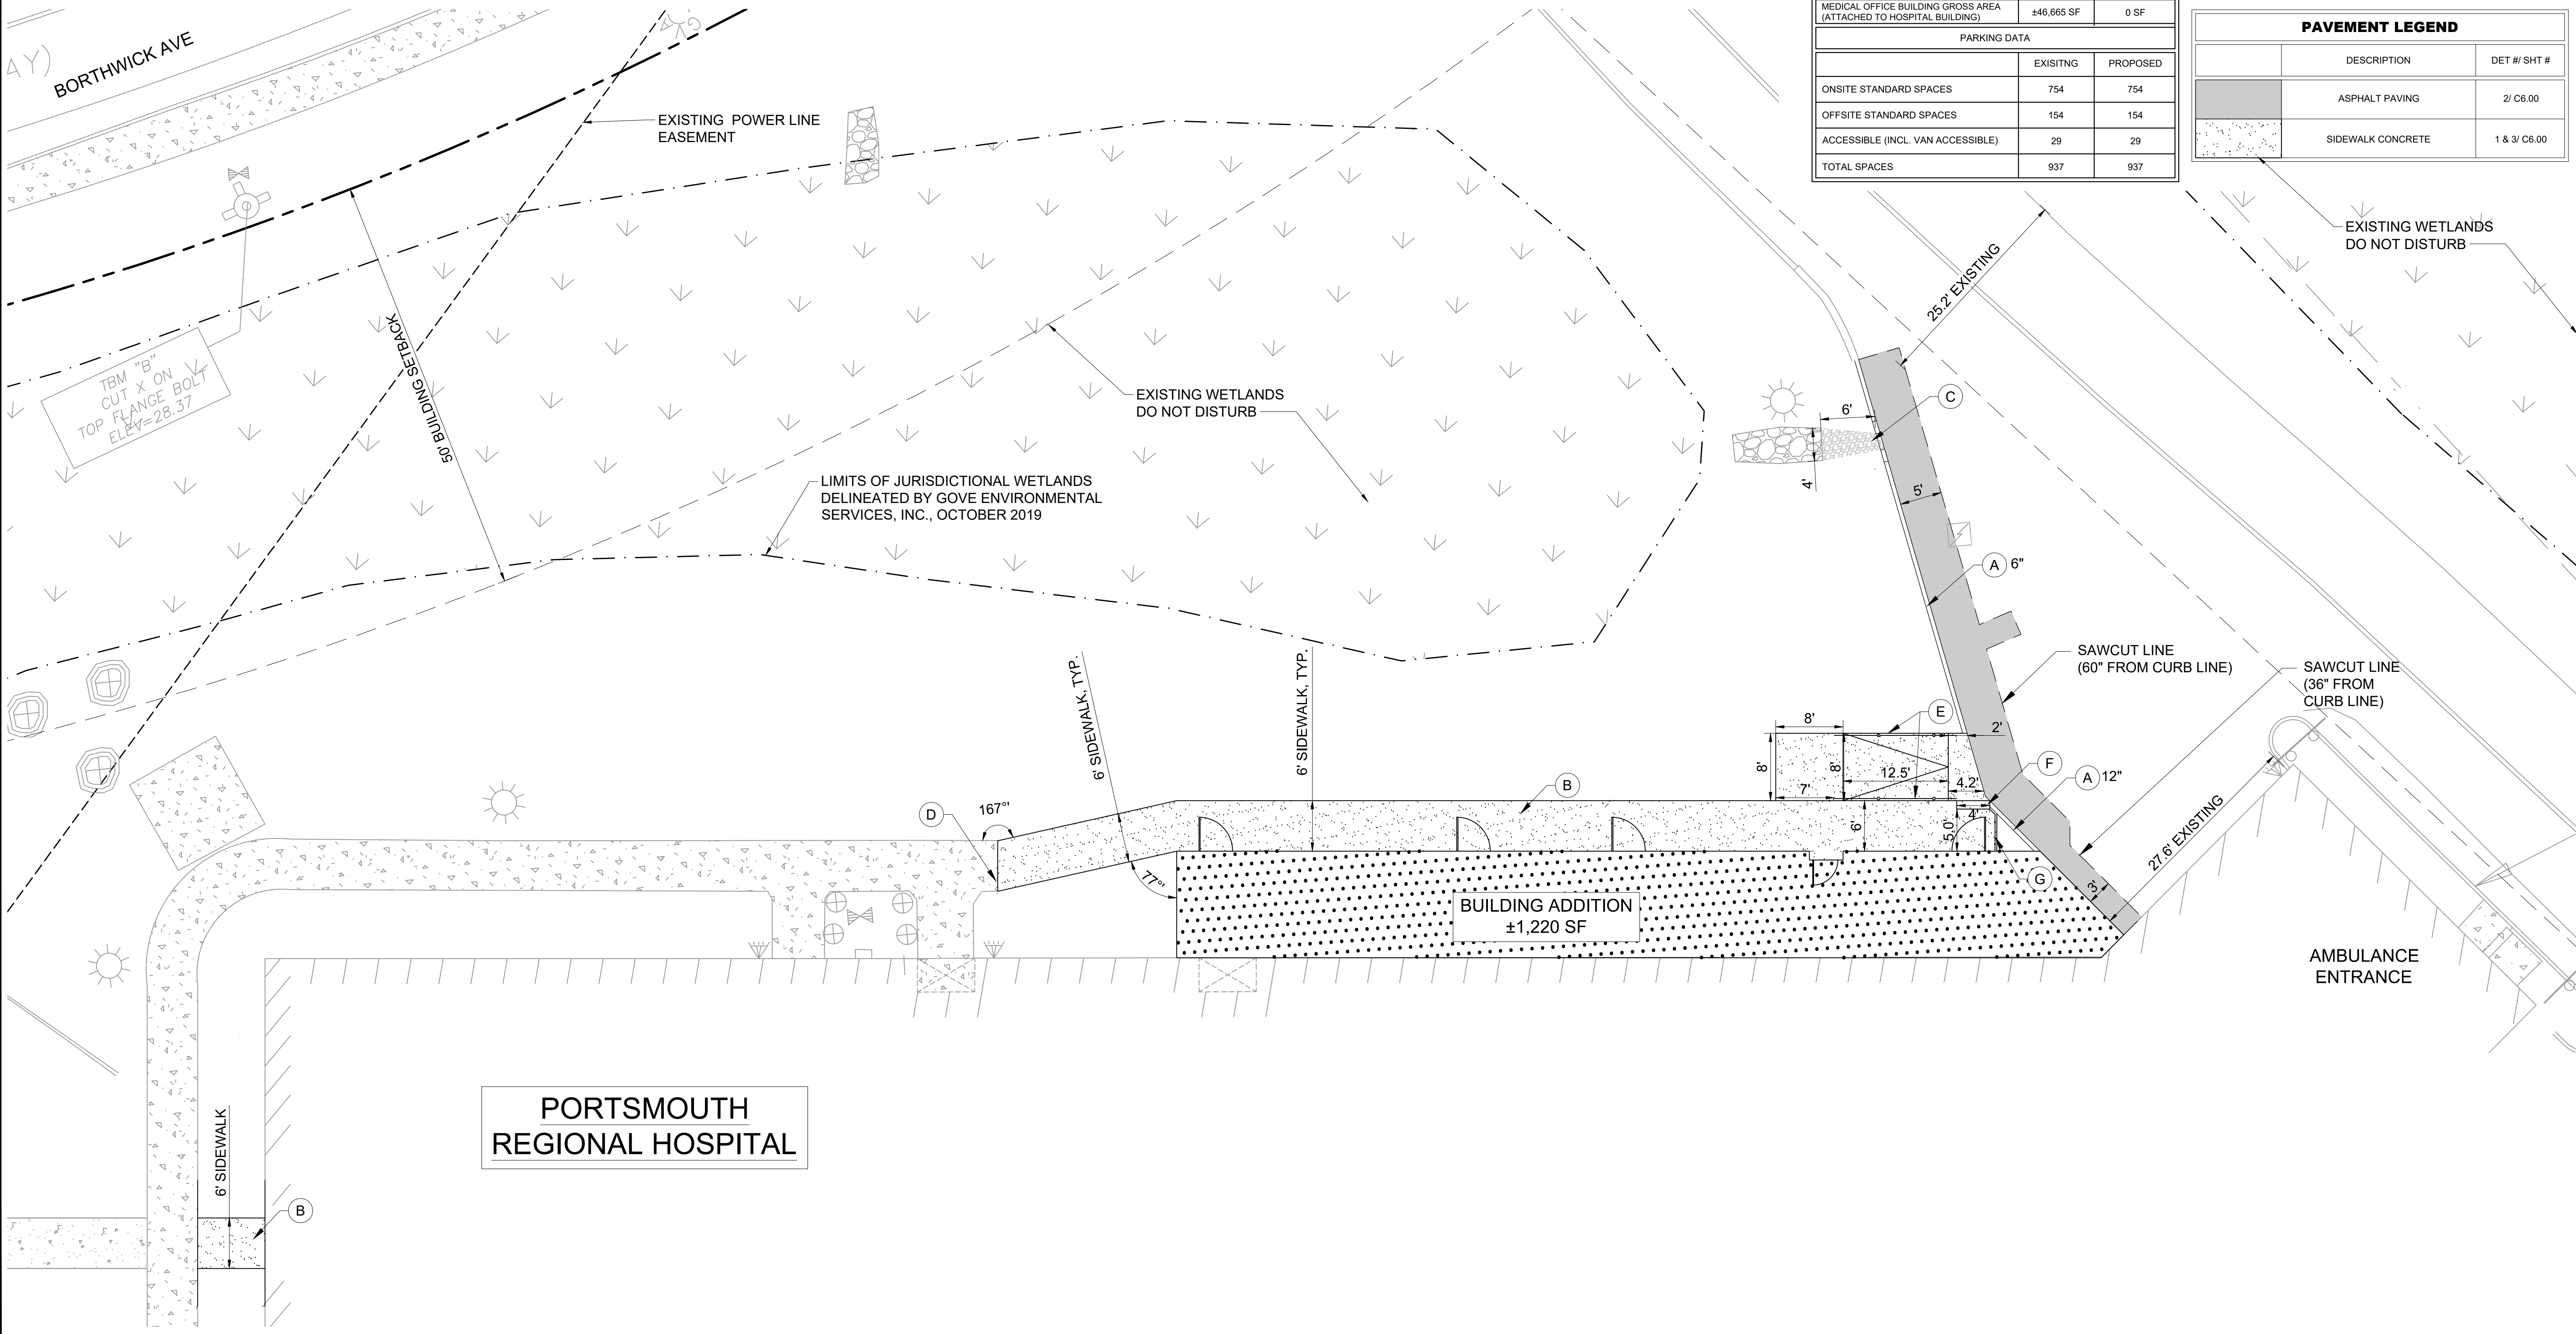 MEDICAL OFFICE BUILDING GROSS AREA
(ATTACHED TO HOSPITAL BUILDING) ±46,665 SF 0 SF
PARKING DATA
EXISITNG PROPOSED
ONSITE STANDARD SPACES 754 754
OFFSITE STANDARD SPACES 154 154
ACCESSIBLE (INCL. VAN ACCESSIBLE) 29 29
TOTAL SPACES 937 937
PAVEMENT LEGEND
DESCRIPTION DET #/ SHT #
ASPHALT PAVING 2/ C6.00
SIDEWALK CONCRETE 1 & 3/ C6.00
AY)
BORTHWICK AVE
G
EXISTING POWER LINE
EASEMENT
EXISTING WETLANDS
DO NOT DISTURB
25.2' EXISTING
TBM "B"
CUT X ON
TOP FLANGE BOLT
ELEV=28.37
50' BUILDING SETBACK
EXISTING WETLANDS
DO NOT DISTURB
C
6'
4'
5'
LIMITS OF JURISDICTIONAL WETLANDS
DELINEATED BY GOVE ENVIRONMENTAL
SERVICES, INC., OCTOBER 2019
A 6"
SAWCUT LINE
(60" FROM CURB LINE)
SAWCUT LINE
(36" FROM
CURB LINE)
6' SIDEWALK, TYP.
6' SIDEWALK, TYP.
8'
E
2'
8'
8'
12.5'
7'
4.2'
F
A 12"
B
D
167°'
4'
6'
5.0'
77°'
G
3'
27.6' EXISTING
BUILDING ADDITION
±1,220 SF
AMBULANCE
ENTRANCE
PORTSMOUTH
REGIONAL HOSPITAL
6' SIDEWALK
B